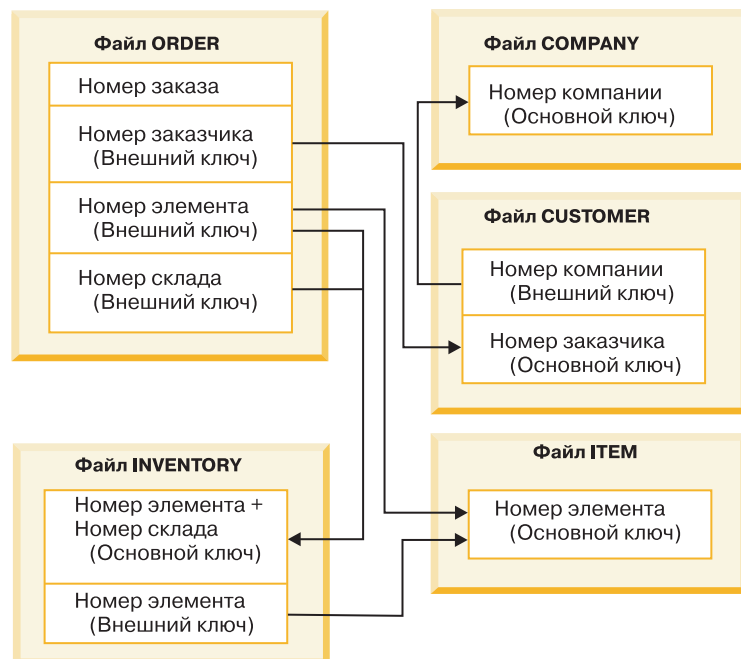 Файл ORDER
Номер заказа
Номер заказчика
(Внешний ключ)
Номер элемента
(Внешний ключ)
Номер склада
(Внешний ключ)
Файл COMPANY
Номер компании
(Основной ключ)
Файл CUSTOMER
Номер компании
(Внешний ключ)
Номер заказчика
(Основной ключ)
Файл INVENTORY
Номер элемента +
Номер склада
(Основной ключ)
Номер элемента
(Внешний ключ)
Файл ITEM
Номер элемента
(Основной ключ)